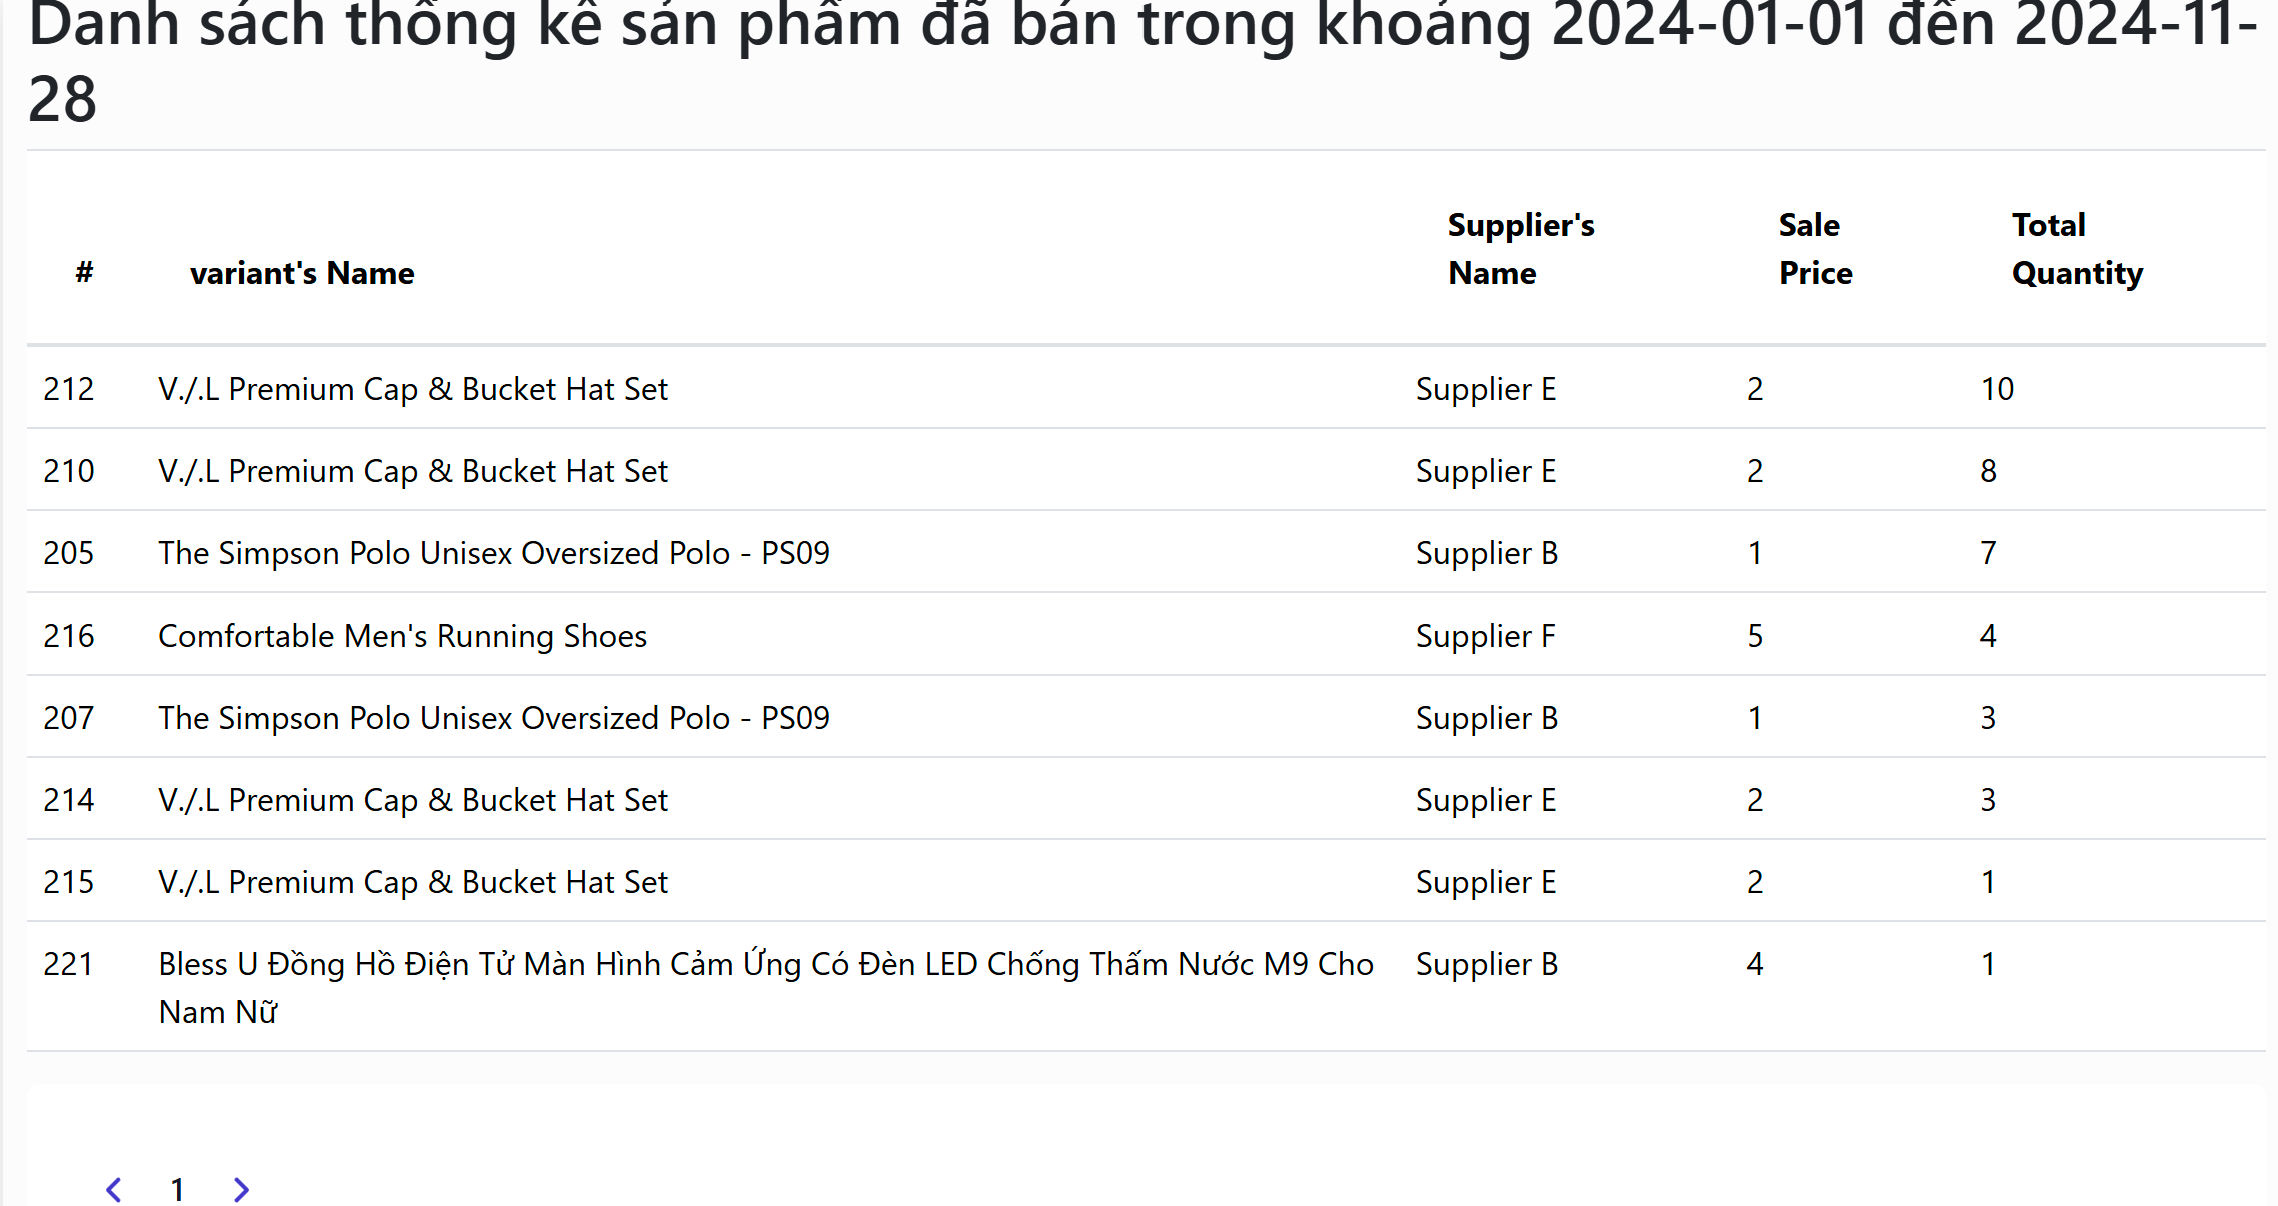 Danh sách thống kê sản phẩm đã bán trong khoảng 2024-01-01 đến 2024-11-
28
# variant's Name Supplier's Name Sale Price Total Quantity
212 V./.L Premium Cap & Bucket Hat Set Supplier E 2 10
210 V./.L Premium Cap & Bucket Hat Set Supplier E 2 8
205 The Simpson Polo Unisex Oversized Polo - PS09 Supplier B 1 7
216 Comfortable Men's Running Shoes Supplier F 5 4
207 The Simpson Polo Unisex Oversized Polo - PS09 Supplier B 1 3
214 V./.L Premium Cap & Bucket Hat Set Supplier E 2 3
215 V./.L Premium Cap & Bucket Hat Set Supplier E 2 1
221 Bless U Đồng Hồ Điện Tử Màn Hình Cảm Ứng Có Đèn LED Chống Thấm Nước M9 Cho Supplier B 4 1
Nam Nữ
1